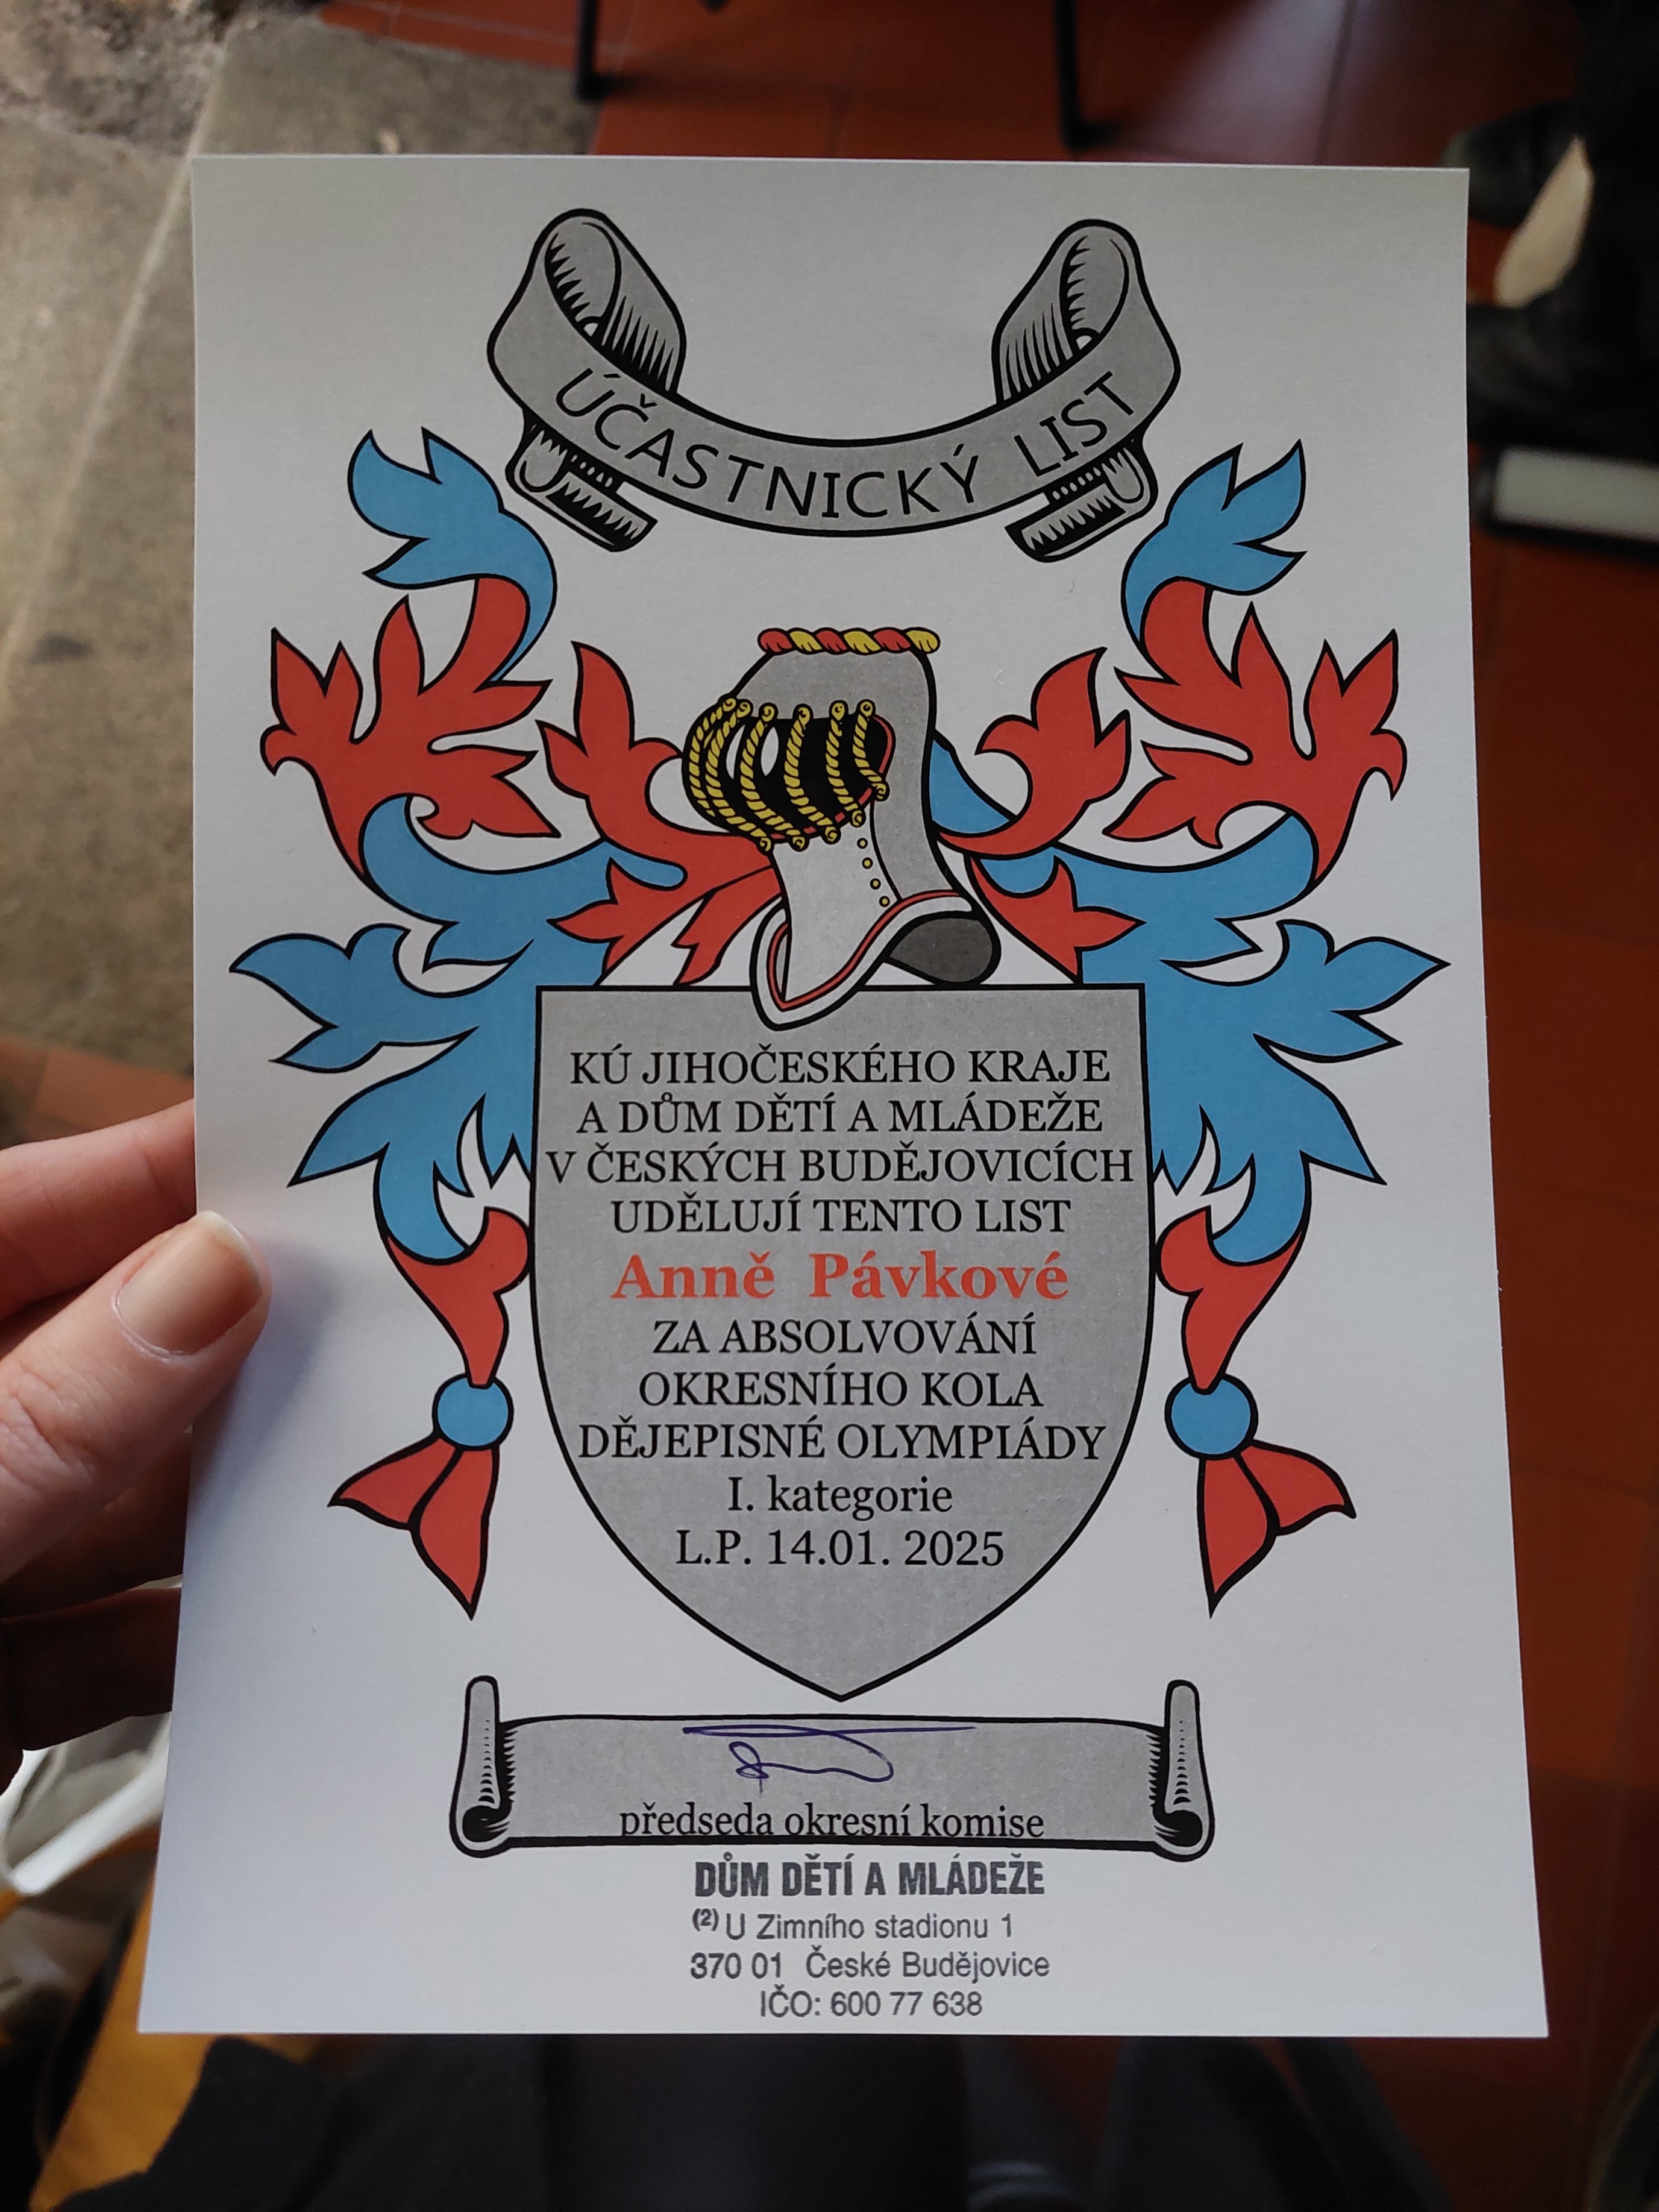 ÚČASTNICKÝ LIST
KÚ JIHOČESKÉHO KRAJE
A DŮM DĚTÍ A MLÁDEŽE
V ČESKÝCH BUDĚJOVICÍCH
UDĚLUJÍ TENTO LIST
Anně Pávkové
ZA ABSOLVOVÁNÍ
OKRESNÍHO KOLA
DĚJEPISNÉ OLYMPIÁDY
I. kategorie
L.P. 14.01. 2025
předseda okresní komise
DŮM DĚTÍ A MLÁDEŽE
(2) U Zimního stadionu 1
370 01 České Budějovice
IČO: 600 77 638